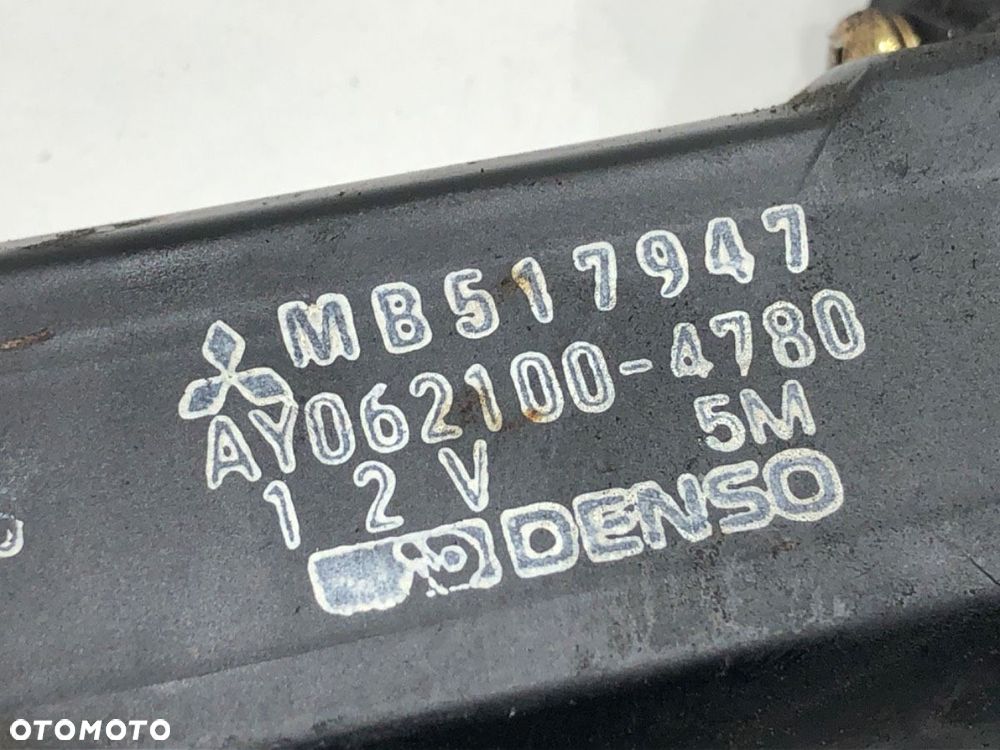 MB517947
AY062100-4780
12V 5M
DENSO
OTOMOTO